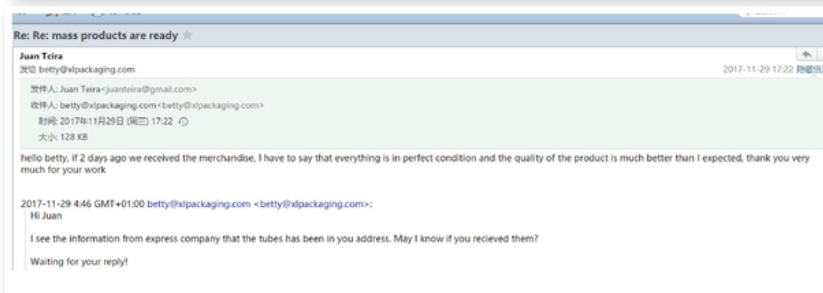 Re: Re: mass products are ready
Juan Teira
发给 betty@xlpackaging.com
2017-11-29 17:22 隐藏信息
发件人: Juan Teira<juanteira@gmail.com>
收件人: betty@xlpackaging.com<betty@xlpackaging.com>
时间: 2017年11月29日 (周三) 17:22
大小: 128 KB
hello betty, if 2 days ago we received the merchandise, I have to say that everything is in perfect condition and the quality of the product is much better than I expected, thank you very
much for your work
2017-11-29 4:46 GMT+01:00 betty@xlpackaging.com <betty@xlpackaging.com>:
Hi Juan
I see the information from express company that the tubes has been in you address. May I know if you recieved them?
Waiting for your reply!